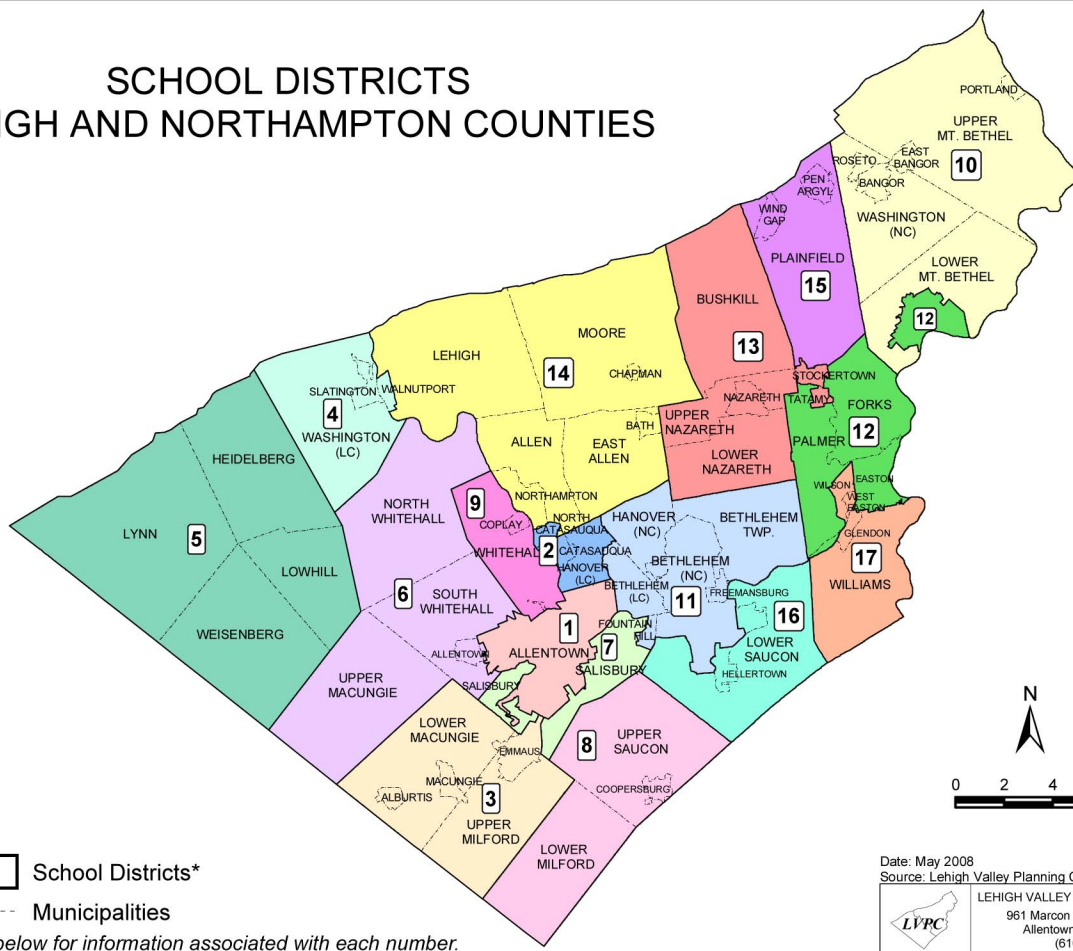 SCHOOL DISTRICTS
IGH AND NORTHAMPTON COUNTIES
PORTLAND
UPPER
MT. BETHEL
10
ROSETO
EAST
BANGOR
BANGOR
WASHINGTON
(NC)
LOWER
MT. BETHEL
12
PEN
ARGYL
WIND
GAP
PLAINFIELD
15
BUSHKILL
13
STOCKERTOWN
TATAMY
NAZARETH
UPPER
NAZARETH
LOWER
NAZARETH
FORKS
12
PALMER
WILSON
EASTON
WEST
EASTON
GLENDON
17
WILLIAMS
MOORE
LEHIGH
14
CHAPMAN
BATH
ALLEN
EAST
ALLEN
NORTHAMPTON
WALNUTPORT
SLATINGTON
4
WASHINGTON
(LC)
HEIDELBERG
LYNN
5
LOWHILL
WEISENBERG
NORTH
WHITEHALL
6
SOUTH
WHITEHALL
ALLENTOWN
UPPER
MACUNGIE
9
COPLAY
WHITEHALL
NORTH
CATASAUQUA
2
CATASAUQUA
HANOVER
(LC)
HANOVER
(NC)
BETHLEHEM
TWP.
BETHLEHEM
(NC)
BETHLEHEM
(LC)
11
FREEMANSBURG
16
LOWER
SAUCON
HELLERTOWN
FOUNTAIN
HILL
1
ALLENTOWN
7
SALISBURY
SALISBURY
LOWER
MACUNGIE
EMMAUS
MACUNGIE
ALBURTIS
3
UPPER
MILFORD
8
UPPER
SAUCON
COOPERSBURG
LOWER
MILFORD
N
0 2 4
School Districts*
Municipalities
below for information associated with each number.
Date: May 2008
Source: Lehigh Valley Planning
LVPC
LEHIGH VALLEY
961 Marcon
Allentown
(61